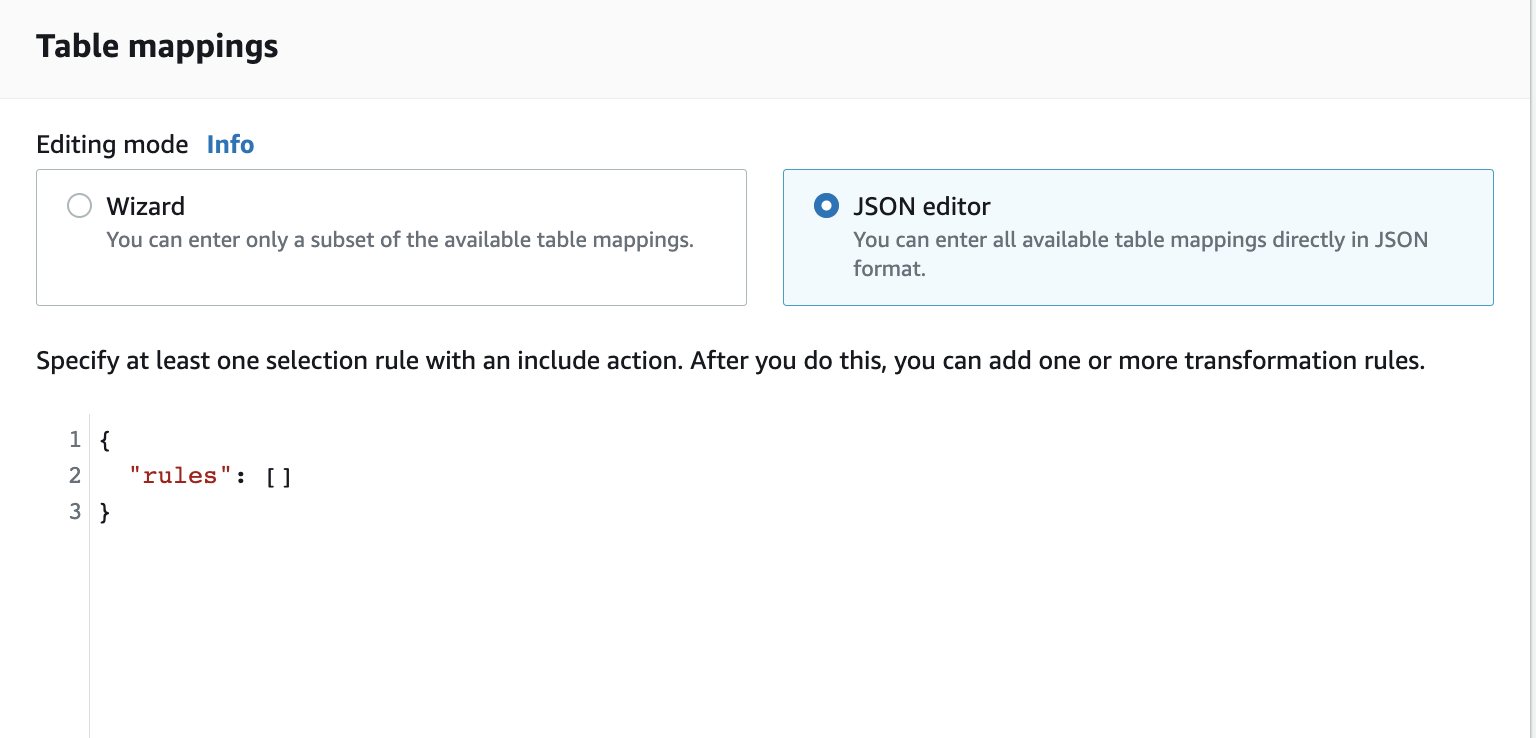 Table mappings
Editing mode Info
Wizard
You can enter only a subset of the available table mappings.
JSON editor
You can enter all available table mappings directly in JSON
format.
Specify at least one selection rule with an include action. After you do this, you can add one or more transformation rules.
1 {
2   "rules": []
3 }